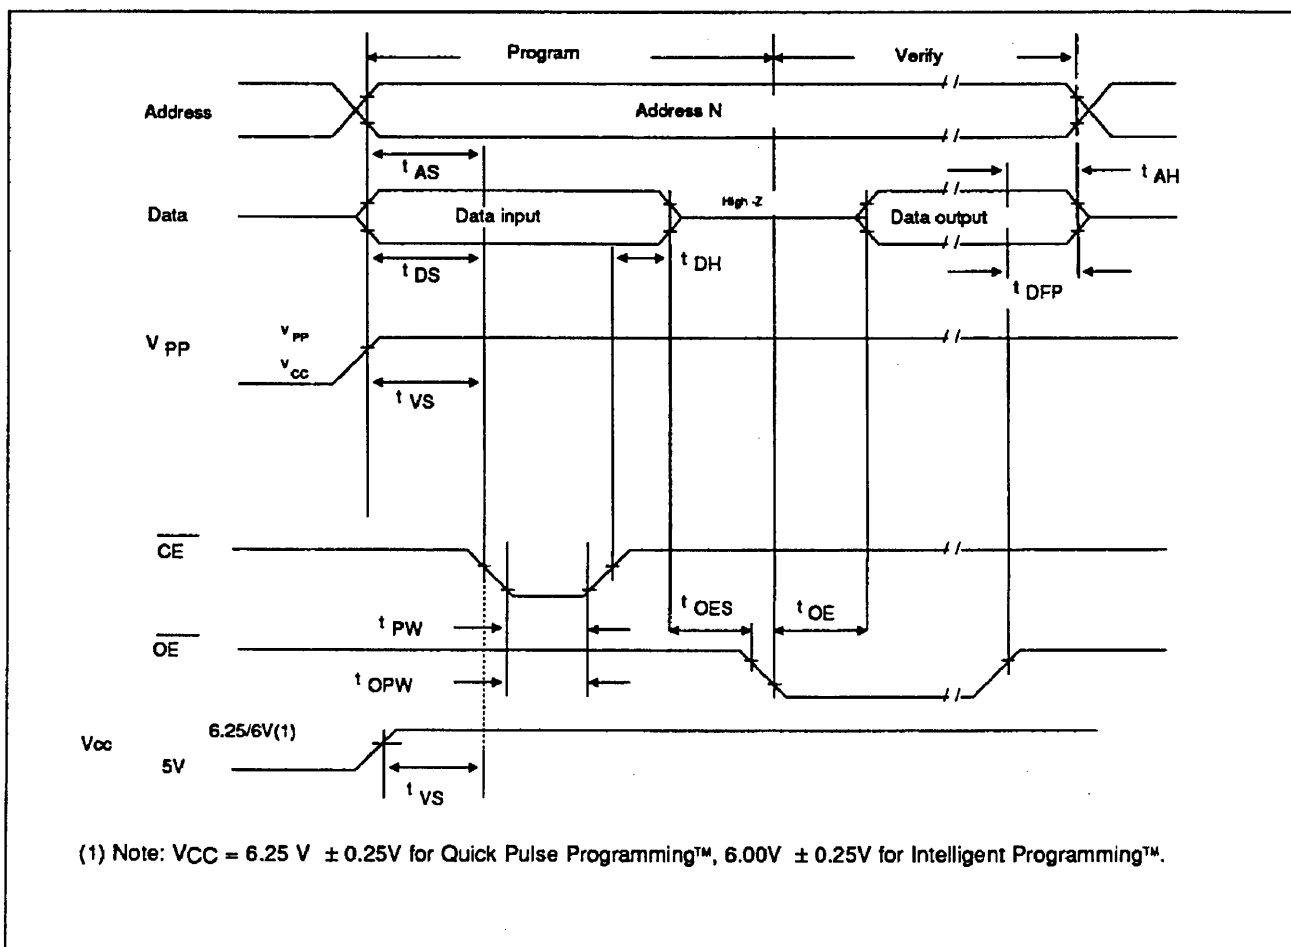 Program
Verify
Address
Address N
t AS
t AH
Data
Data input
High -Z
Data output
t DS
t DH
t DFP
V PP
V PP
V CC
t VS
CE
t OES
t OE
t PW
OE
t OPW
Vcc
6.25/6V(1)
5V
t VS
(1) Note: VCC = 6.25 V ± 0.25V for Quick Pulse Programming™, 6.00V ± 0.25V for Intelligent Programming™.